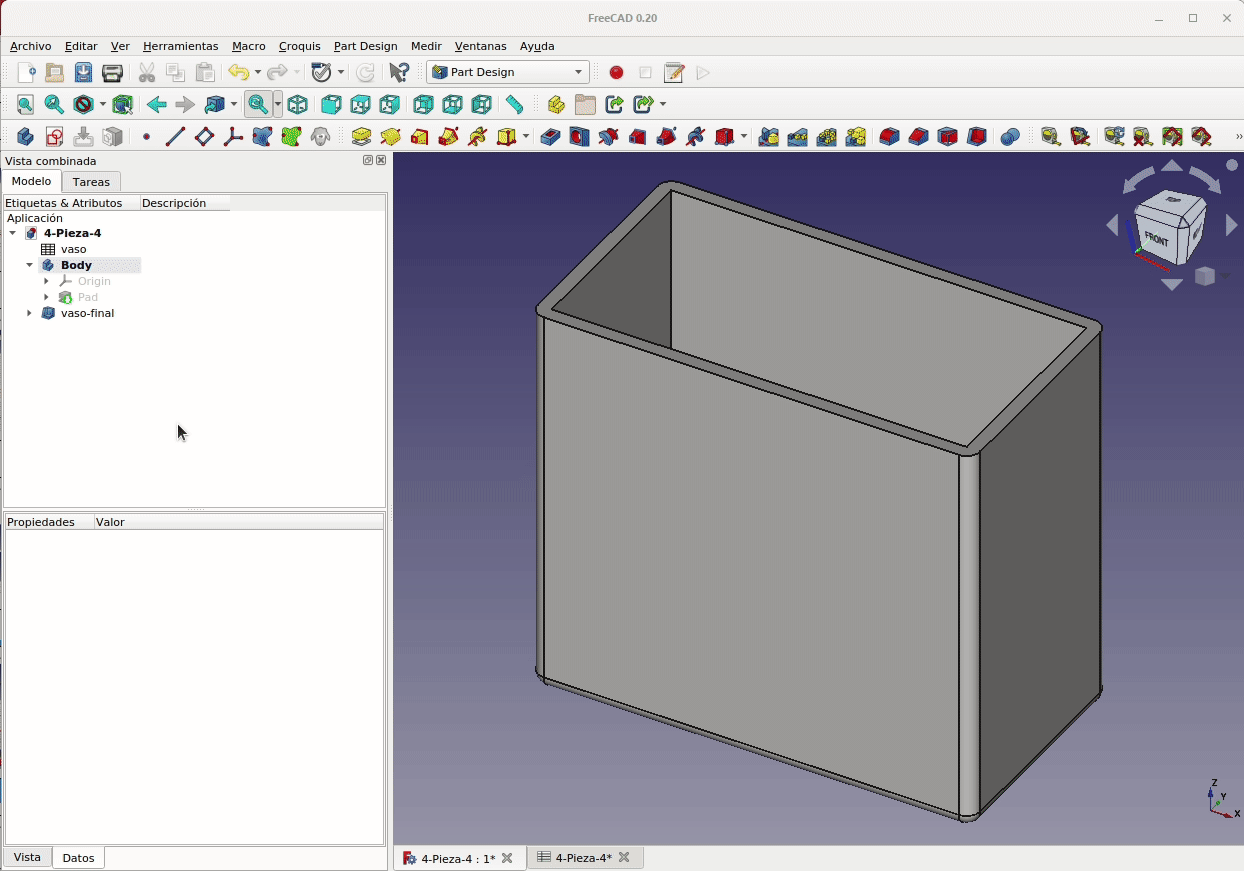 FreeCAD 0.20
Archivo Editar Ver Herramientas Macro Croquis Part Design Medir Ventanas Ayuda
Part Design
»
Vista combinada
Modelo Tareas
Etiquetas & Atributos Descripción
Aplicación
4-Pieza-4
vaso
Body
Origin
Pad
vaso-final
FRONT
Propiedades Valor
Z
Y
X
Vista Datos
4-Pieza-4 : 1* 4-Pieza-4*